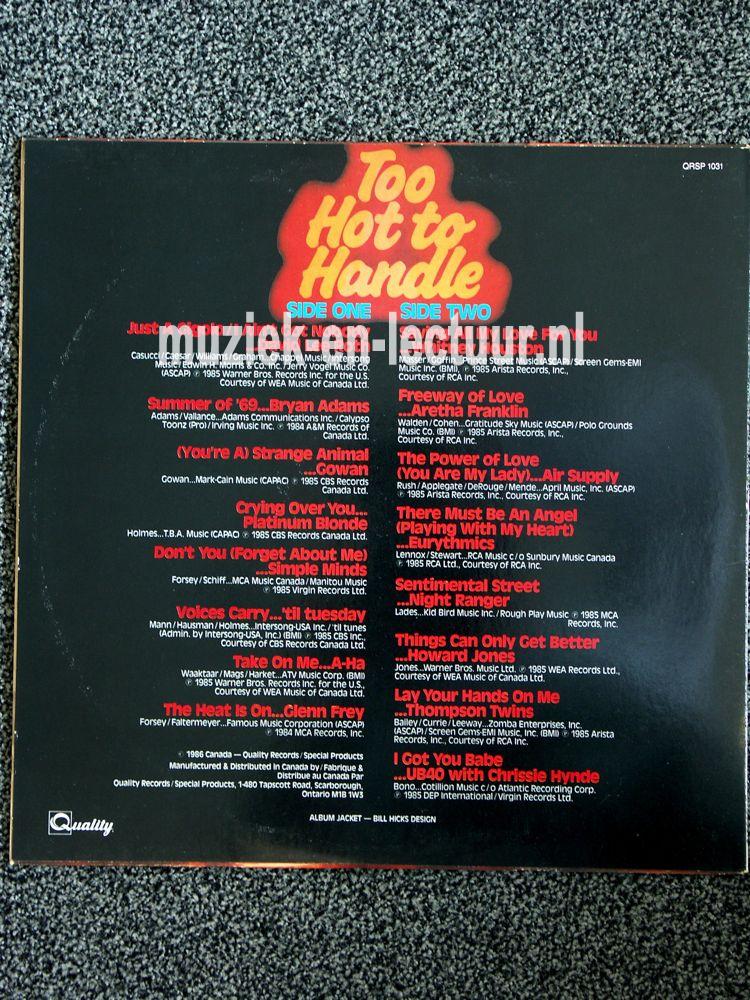 QRSP 1031
Too
Hot to
Handle
SIDE ONE
Just A Gigolo/I Ain't Got Nobody
muziek-en-lectuur.nl
Casucci/Caesar/Williams/Graham...Chappel Music/Intersong
Music/Edwin H. Morris & Co. Inc./Jerry Vogel Music Co.
(ASCAP) ℗ 1985 Warner Bros. Records Inc. for the U.S.
Courtesy of WEA Music of Canada Ltd.
Summer of '69...Bryan Adams
Adams/Vallance...Adams Communications Inc./Calypso
Toonz (Pro)/Irving Music Inc. ℗ 1984 A&M Records of
Canada Ltd.
(You're A) Strange Animal
...Gowan
Gowan...Mark-Cain Music (CAPAC) ℗ 1985 CBS Records
Canada Ltd.
Crying Over You...
Platinum Blonde
Holmes...T.B.A. Music (CAPAC) ℗ 1985 CBS Records Canada Ltd.
Don't You (Forget About Me)
...Simple Minds
Forsey/Schiff...MCA Music Canada/Manitou Music
℗ 1985 Virgin Records Ltd.
Voices Carry...'til tuesday
Mann/Hausman/Holmes...Intersong-USA Inc./'til tunes
(Admin. by Intersong-USA, Inc.) (BMI) ℗ 1985 CBS Inc.,
Courtesy of CBS Records Canada Ltd.
Take On Me...A-Ha
Waaktaar/Mags/Harket...ATV Music Corp. (BMI)
℗ 1985 Warner Bros. Records Inc. for the U.S.,
Courtesy of WEA Music of Canada Ltd.
The Heat Is On...Glenn Frey
Forsey/Faltermeyer...Famous Music Corporation (ASCAP)
℗ 1984 MCA Records, Inc.
© 1986 Canada — Quality Records/Special Products
Manufactured & Distributed In Canada by/Fabrique &
Distribue au Canada Par
Quality Records/Special Products, 1-480 Tapscott Road, Scarborough,
Ontario M1B 1W3
SIDE TWO
Saving All My Love For You
...Whitney Houston
Masser/Goffin...Prince Street Music (ASCAP)/Screen Gems-EMI
Music Inc. (BMI), ℗ 1985 Arista Records, Inc.,
Courtesy of RCA Inc.
Freeway of Love
...Aretha Franklin
Walden/Cohen...Gratitude Sky Music (ASCAP)/Polo Grounds
Music Co. (BMI) ℗ 1985 Arista Records, Inc.,
Courtesy of RCA Inc.
The Power of Love
(You Are My Lady)...Air Supply
Rush/Applegate/DeRouge/Mende...April Music, Inc. (ASCAP)
℗ 1985 Arista Records, Inc., Courtesy of RCA Inc.
There Must Be An Angel
(Playing With My Heart)
...Eurythmics
Lennox/Stewart...RCA Music c/o Sunbury Music Canada
℗ 1985 RCA Ltd., Courtesy of RCA Inc.
Sentimental Street
...Night Ranger
Lades...Kid Bird Music Inc./Rough Play Music ℗ 1985 MCA
Records, Inc.
Things Can Only Get Better
...Howard Jones
Jones...Warner Bros. Music Ltd. ℗ 1985 WEA Records Ltd.,
Courtesy of WEA Music of Canada Ltd.
Lay Your Hands On Me
...Thompson Twins
Bailey/Currie/Leeway...Zomba Enterprises, Inc.
(ASCAP)/Screen Gems-EMI Music, Inc. (BMI) ℗ 1985 Arista
Records, Inc., Courtesy of RCA Inc.
I Got You Babe
...UB40 with Chrissie Hynde
Bono...Cotillion Music c/o Atlantic Recording Corp.
℗ 1985 DEP International/Virgin Records Ltd.
Quality
ALBUM JACKET — BILL HICKS DESIGN